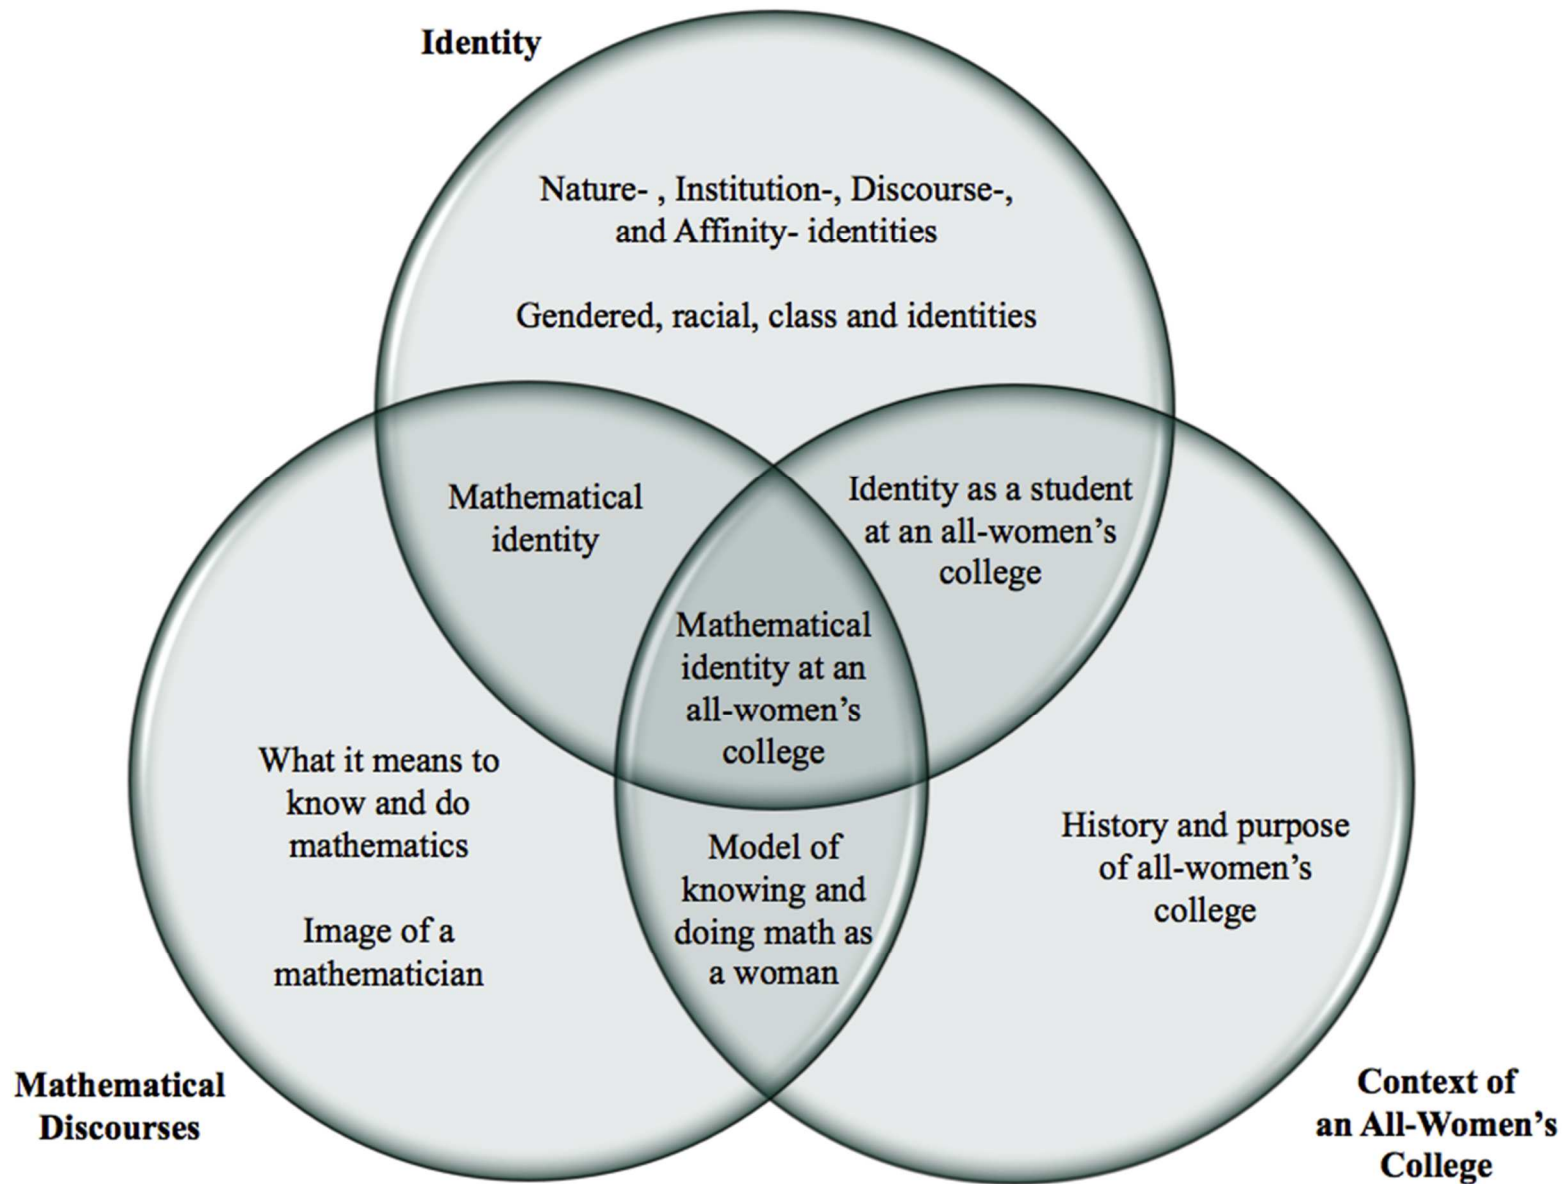 Identity
Nature- , Institution-, Discourse-,
and Affinity- identities
Gendered, racial, class and identities
Mathematical
identity
Identity as a student
at an all-women’s
college
Mathematical
identity at an
all-women’s
college
What it means to
know and do
mathematics
Image of a
mathematician
Model of
knowing and
doing math as
a woman
History and purpose
of all-women’s
college
Mathematical
Discourses
Context of
an All-Women’s
College